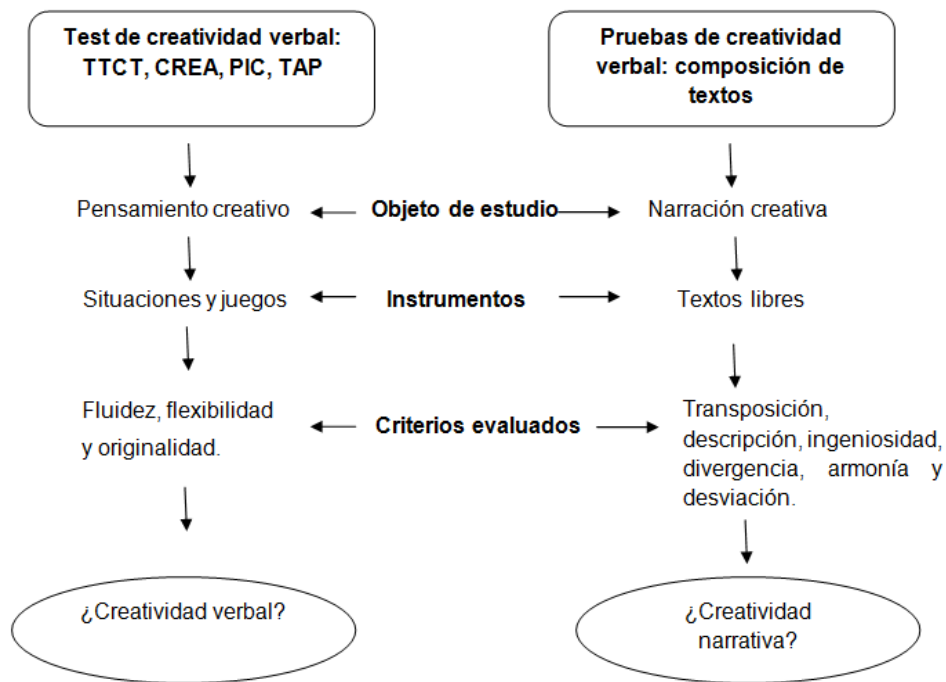 Test de creatividad verbal:
TTCT, CREA, PIC, TAP
Pruebas de creatividad
verbal: composición de
textos
Pensamiento creativo
Objeto de estudio
Narración creativa
Situaciones y juegos
Instrumentos
Textos libres
Fluidez, flexibilidad
y originalidad.
Criterios evaluados
Transposición,
descripción, ingeniosidad,
divergencia, armonía y
desviación.
¿Creatividad verbal?
¿Creatividad
narrativa?